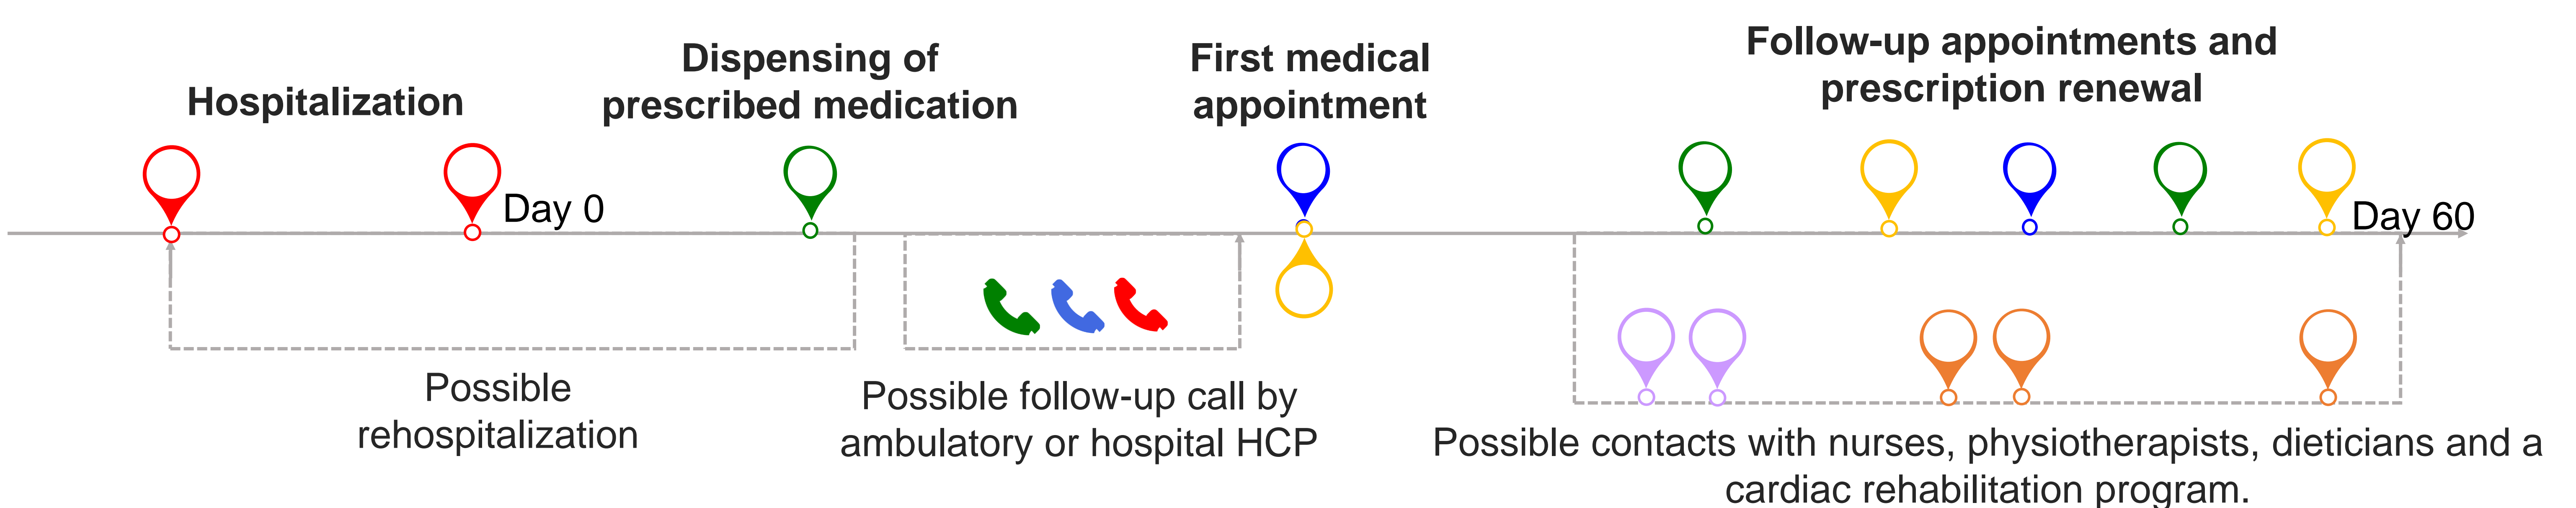 Hospitalization
Dispensing of
prescribed medication
First medical
appointment
Follow-up appointments and
prescription renewal
Day 0
Day 60
Possible
rehospitalization
Possible follow-up call by
ambulatory or hospital HCP
Possible contacts with nurses, physiotherapists, dieticians and a
cardiac rehabilitation program.